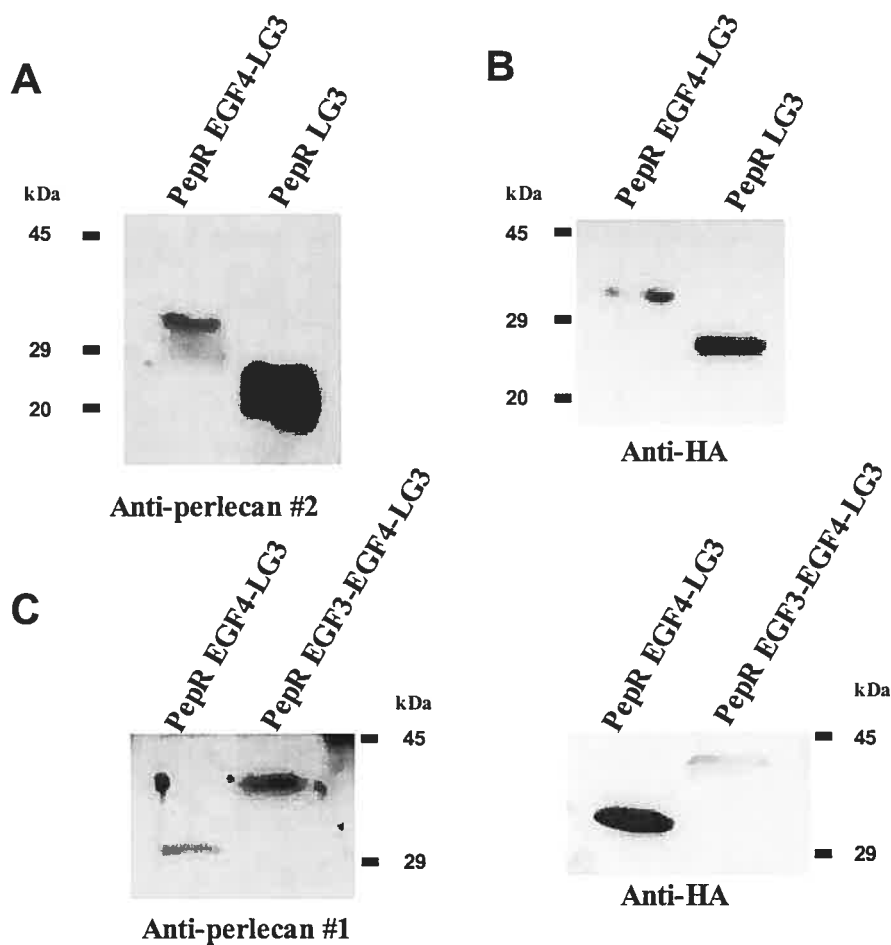 A
PepR EGF4-LG3
PepR LG3
kDa
45
29
20
Anti-perlecan #2
B
PepR EGF4-LG3
PepR LG3
kDa
45
29
20
Anti-HA
C
PepR EGF4-LG3
PepR EGF3-EGF4-LG3
kDa
45
29
Anti-perlecan #1
PepR EGF4-LG3
PepR EGF3-EGF4-LG3
kDa
45
29
Anti-HA